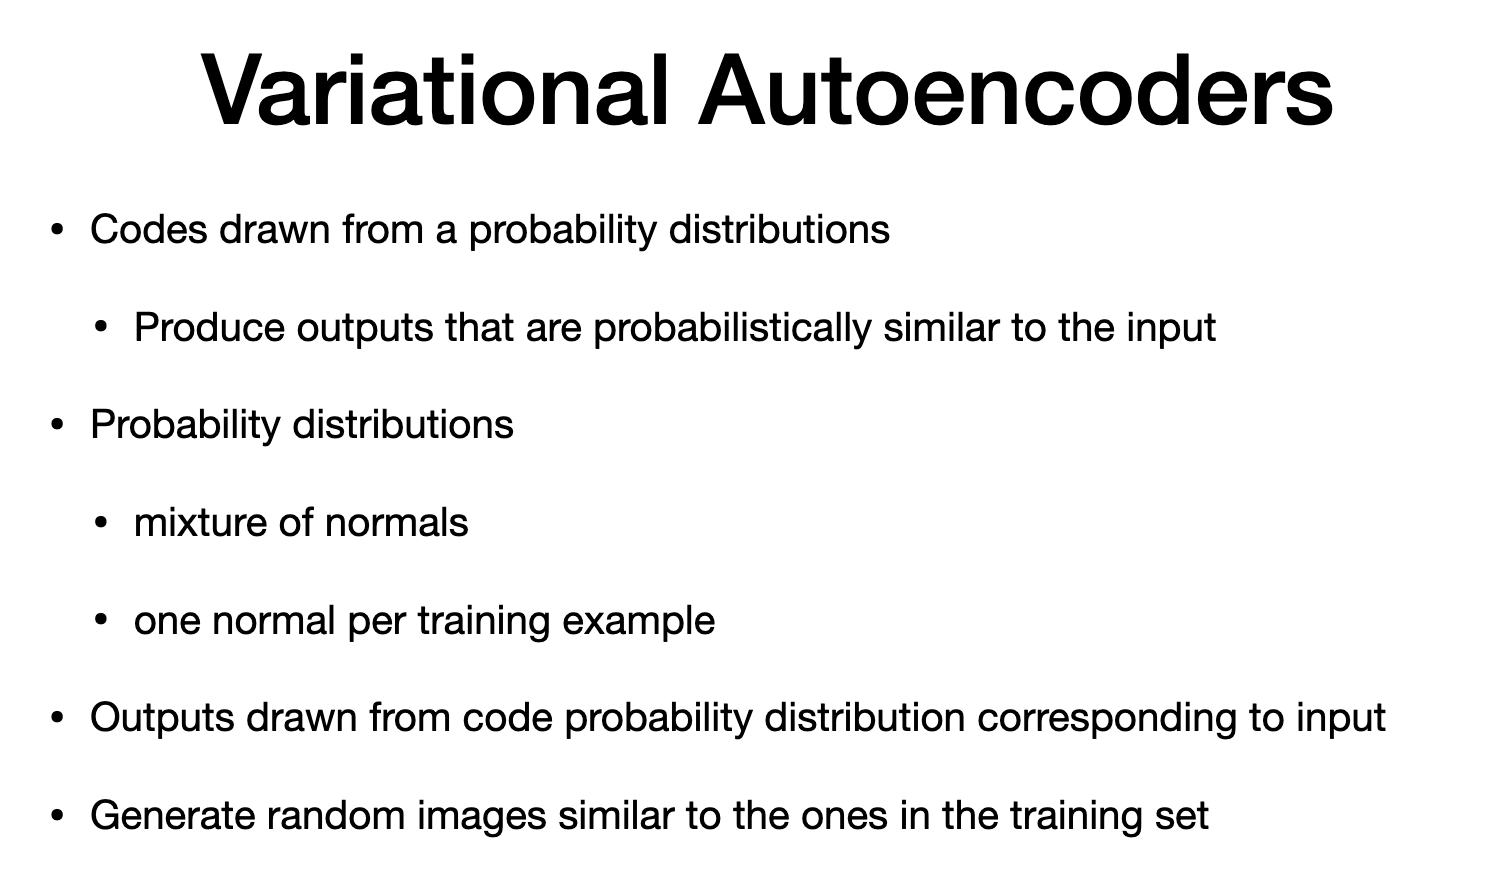 Variational Autoencoders
• Codes drawn from a probability distributions
• Produce outputs that are probabilistically similar to the input
• Probability distributions
• mixture of normals
• one normal per training example
• Outputs drawn from code probability distribution corresponding to input
• Generate random images similar to the ones in the training set